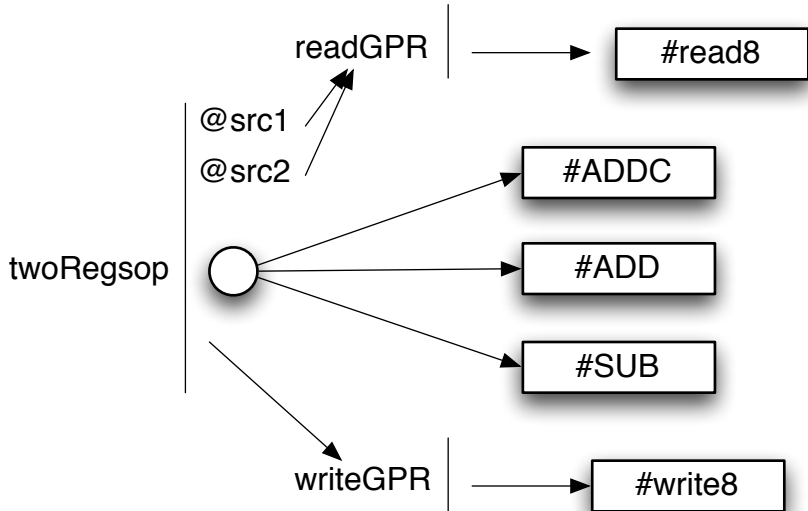 readGPR
#read8
@src1
@src2
#ADDC
twoRegsop
#ADD
#SUB
writeGPR
#write8